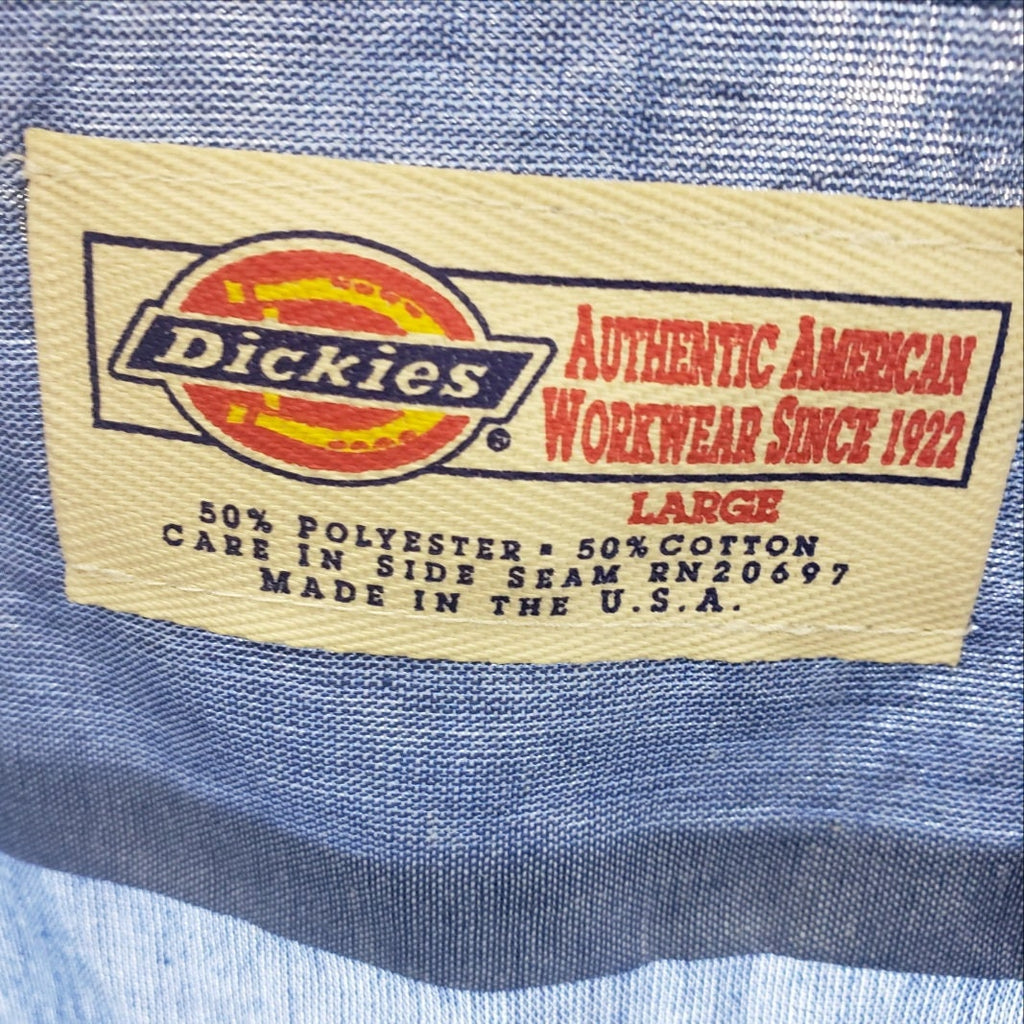 Dickies®
AUTHENTIC AMERICAN
WORKWEAR SINCE 1922
LARGE
50% POLYESTER ▪ 50% COTTON
CARE IN SIDE SEAM RN20697
MADE IN THE U.S.A.